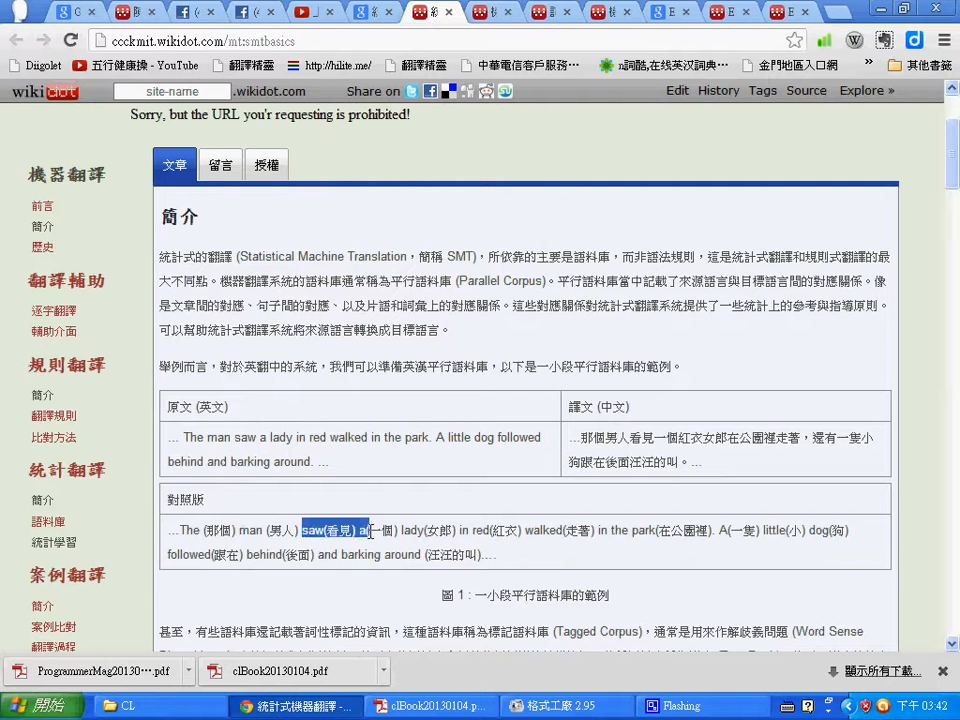 ccckmit.wikidot.com/mt:smtbasics
Diigolet
五行健康操 - YouTube
翻譯精靈
http://hilite.me/
翻譯精靈
中華電信客戶服務⋯
n詞酷,在线英汉词典⋯
金門地區入口網
»
其他書籤
wikidot
site-name
.wikidot.com
Share on
Edit
History
Tags
Source
Explore »
Sorry, but the URL you'r requesting is prohibited!
文章
留言
授權
機器翻譯
前言
簡介
歷史
翻譯輔助
逐字翻譯
輔助介面
規則翻譯
簡介
翻譯規則
比對方法
統計翻譯
簡介
語料庫
統計學習
案例翻譯
簡介
案例比對
翻譯過程
簡介
統計式的翻譯 (Statistical Machine Translation，簡稱 SMT)，所依靠的主要是語料庫，而非語法規則，這是統計式翻譯和規則式翻譯的最
大不同點。機器翻譯系統的語料庫通常稱為平行語料庫 (Parallel Corpus)。平行語料庫當中記載了來源語言與目標語言間的對應關係。像
是文章間的對應、句子間的對應、以及片語和詞彙上的對應關係。這些對應關係對統計式翻譯系統提供了一些統計上的參考與指導原則。
可以幫助統計式翻譯系統將來源語言轉換成目標語言。
舉例而言，對於英翻中的系統，我們可以準備英漢平行語料庫，以下是一小段平行語料庫的範例。
原文 (英文)
譯文 (中文)
… The man saw a lady in red walked in the park. A little dog followed
behind and barking around. …
…那個男人看見一個紅衣女郎在公園裡走著，還有一隻小
狗跟在後面汪汪的叫。…
對照版
…The (那個) man (男人) saw(看見) a(一個) lady(女郎) in red(紅衣) walked(走著) in the park(在公園裡). A(一隻) little(小) dog(狗)
followed(跟在) behind(後面) and barking around (汪汪的叫)….
圖 1 : 一小段平行語料庫的範例
甚至，有些語料庫還記載著詞性標記的資訊，這種語料庫稱為標記語料庫 (Tagged Corpus)，通常是用來作解歧義問題 (Word Sense
ProgrammerMag20130⋯.pdf
clBook20130104.pdf
顯示所有下載...
開始
CL
統計式機器翻譯 -...
clBook20130104.p...
格式工廠 2.95
Flashing
下午 03:42